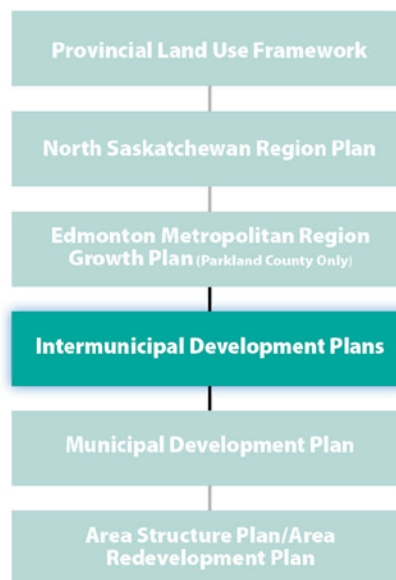 Provincial Land Use Framework
North Saskatchewan Region Plan
Edmonton Metropolitan Region
Growth Plan (Parkland County Only)
Intermunicipal Development Plans
Municipal Development Plan
Area Structure Plan/Area
Redevelopment Plan